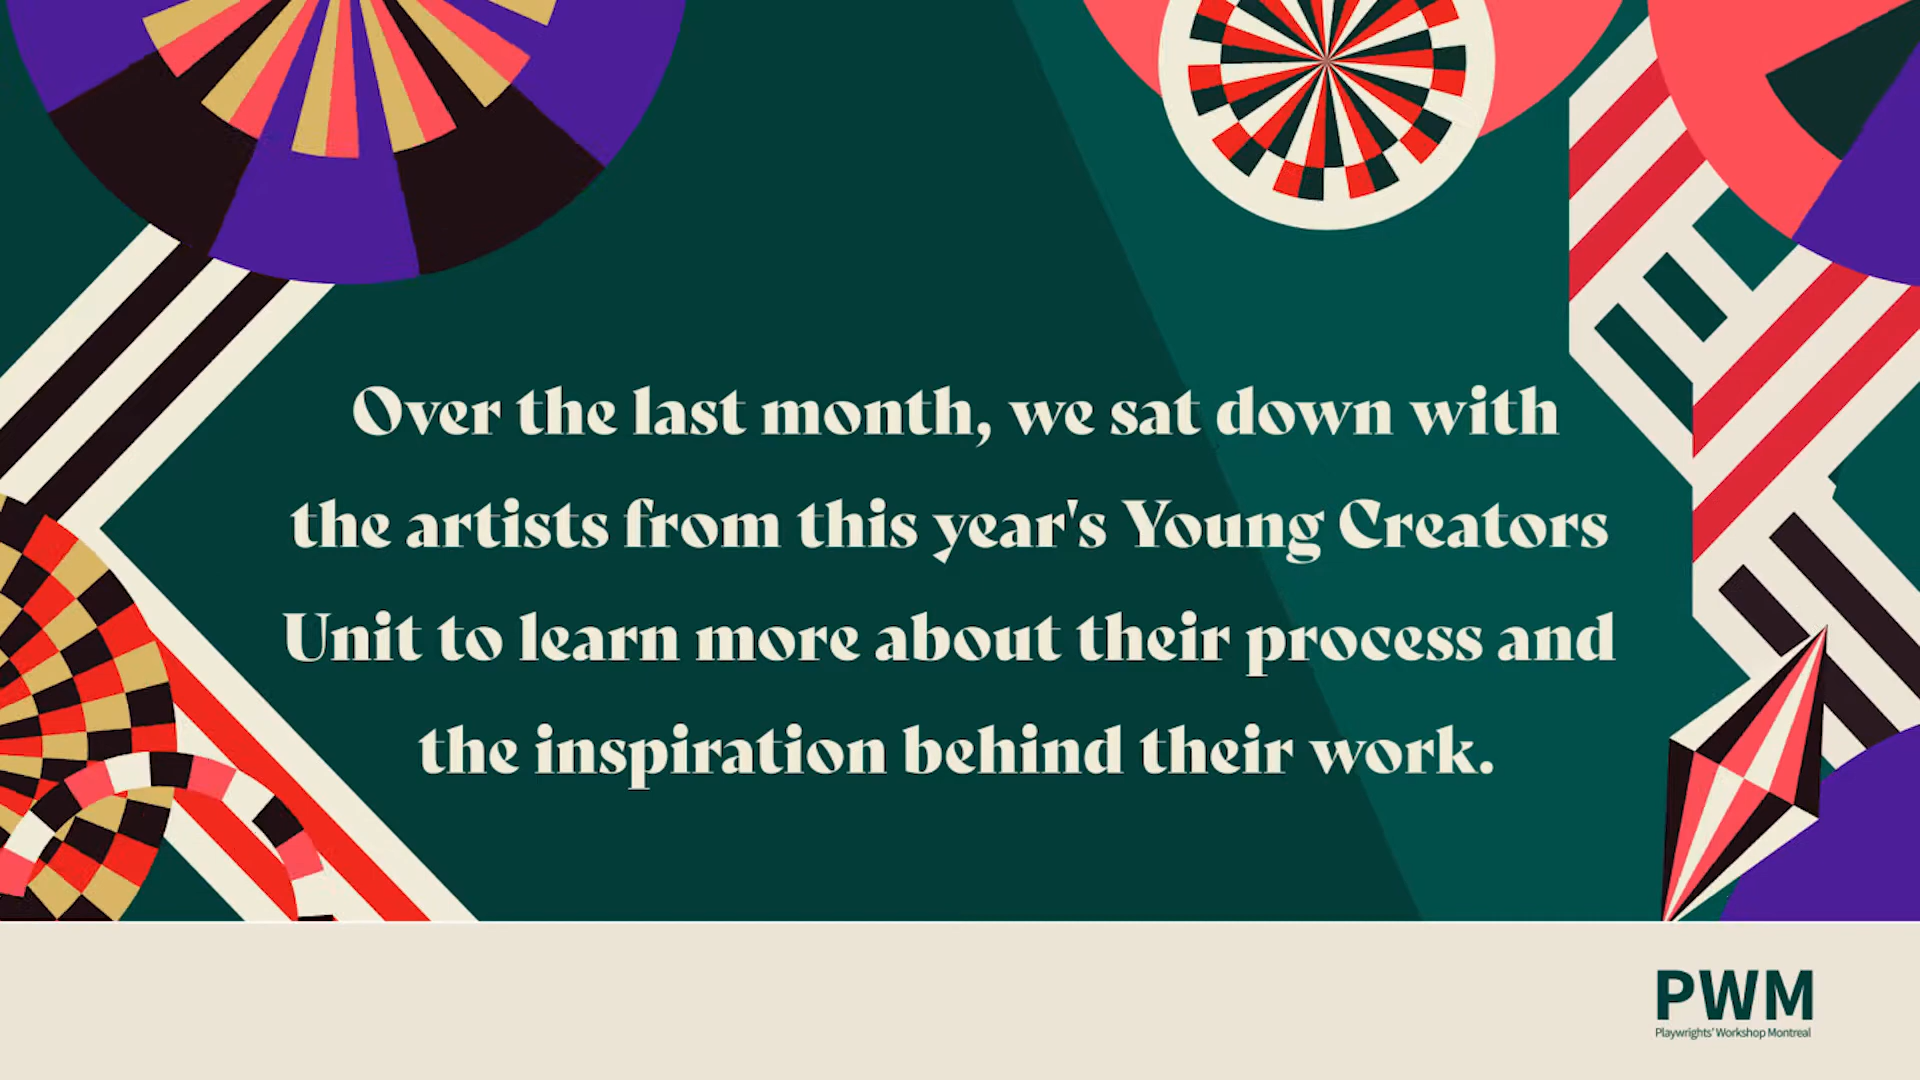 Over the last month, we sat down with
the artists from this year's Young Creators
Unit to learn more about their process and
the inspiration behind their work.
PWM
Playwrights' Workshop Montreal